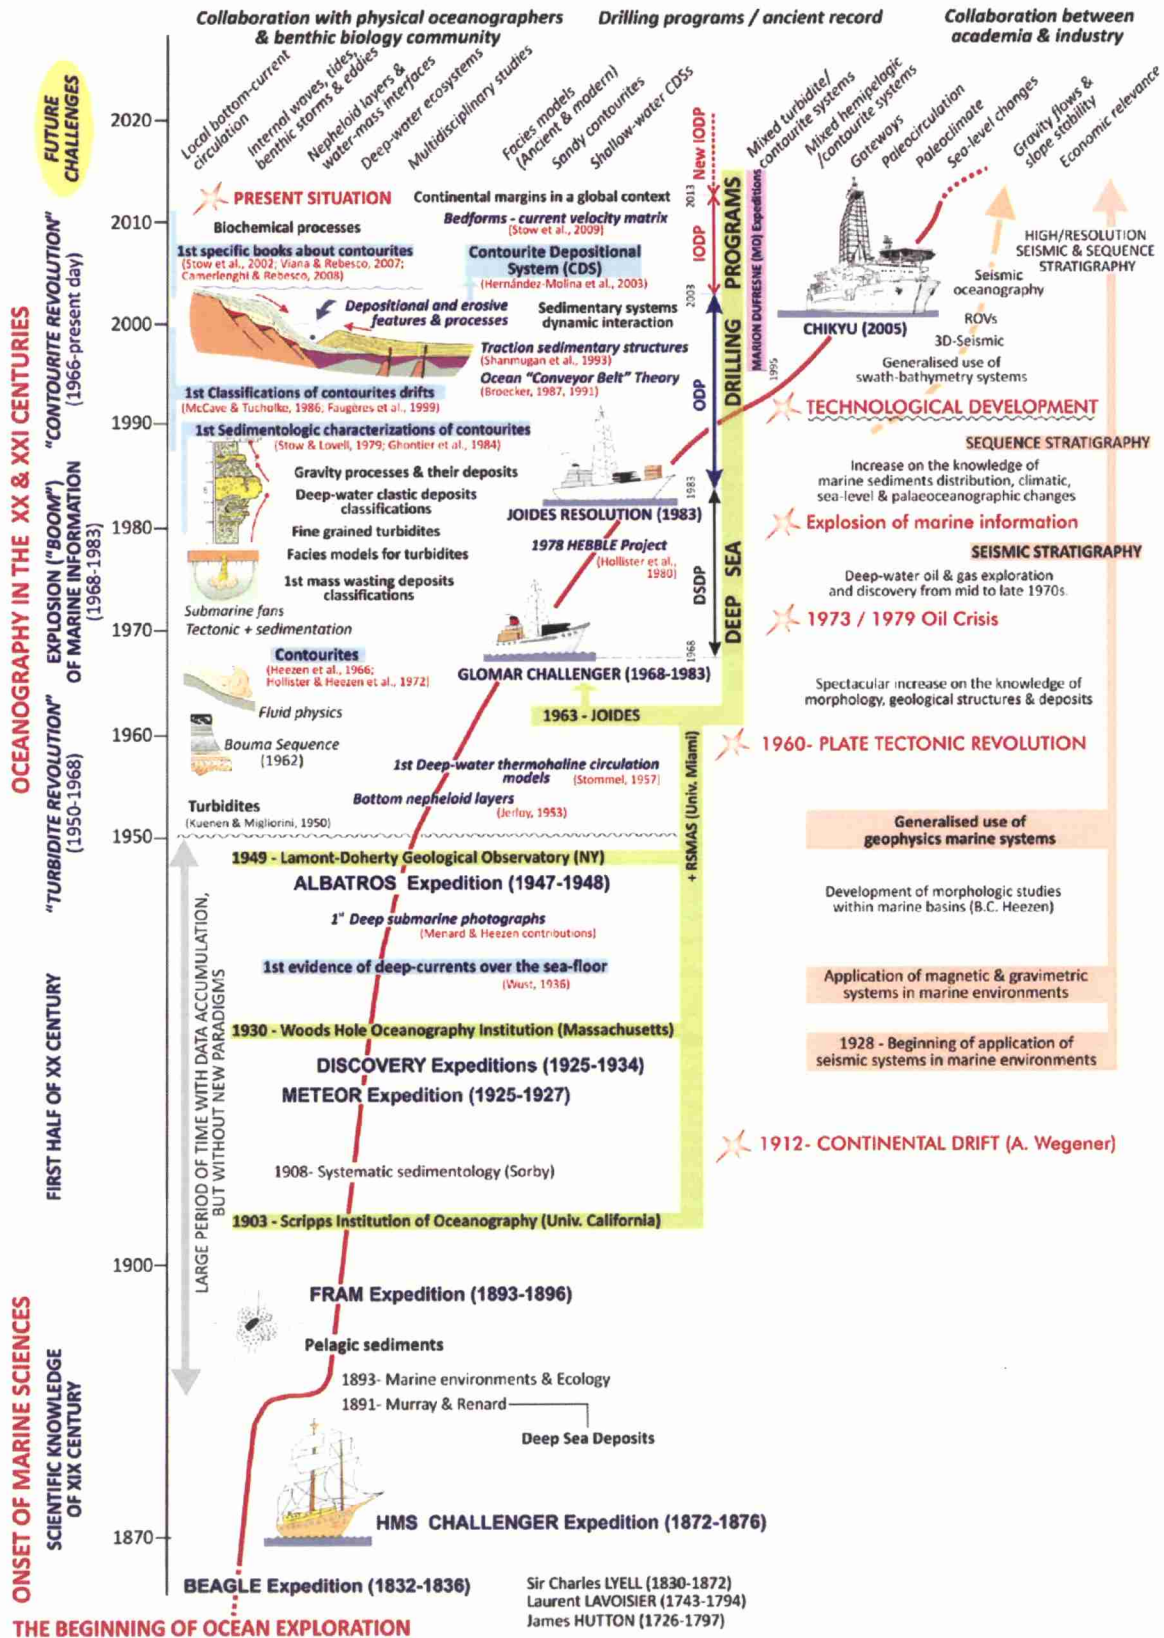 Collaboration with physical oceanographers
& benthic biology community
Drilling programs / ancient record
Collaboration between
academia & industry
Local bottom-current
circulation
Internal waves, tides,
benthic storms & eddies
Nepheloid layers &
water-mass interfaces
Deep-water ecosystems
Multidisciplinary studies
Facies models
(Ancient & modern)
Sandy contourites
Shallow-water CDSs
Mixed turbidite/
contourite systems
Mixed hemipelagic
/contourite systems
Gateways
Paleocirculation
Paleoclimate
Sea-level changes
Gravity flows &
slope stability
Economic relevance
FUTURE
CHALLENGES
OCEANOGRAPHY IN THE XX & XXI CENTURIES
"CONTOURITE REVOLUTION"
(1966-present day)
EXPLOSION ("BOOM")
OF MARINE INFORMATION
(1968-1983)
"TURBIDITE REVOLUTION"
(1950-1968)
FIRST HALF OF XX CENTURY
ONSET OF MARINE SCIENCES
SCIENTIFIC KNOWLEDGE
OF XIX CENTURY
2020
2010
2000
1990
1980
1970
1960
1950
1900
1870
PRESENT SITUATION
Continental margins in a global context
Biochemical processes
Bedforms - current velocity matrix
(Stow et al., 2009)
1st specific books about contourites
(Stow et al., 2002; Viana & Rebesco, 2007;
Camerlenghi & Rebesco, 2008)
Contourite Depositional
System (CDS)
(Hernández-Molina et al., 2003)
Depositional and erosive
features & processes
Sedimentary systems
dynamic interaction
Traction sedimentary structures
(Shanmugan et al., 1993)
Ocean "Conveyor Belt" Theory
(Broecker, 1987, 1991)
1st Classifications of contourites drifts
(McCave & Tucholke, 1986; Faugères et al., 1999)
1st Sedimentologic characterizations of contourites
(Stow & Lovell, 1979; Ghontier et al., 1984)
Gravity processes & their deposits
Deep-water clastic deposits
classifications
Fine grained turbidites
Facies models for turbidites
1st mass wasting deposits
classifications
JOIDES RESOLUTION (1983)
1978 HEBBLE Project
(Hollister et al.,
1980)
Submarine fans
Tectonic + sedimentation
Contourites
(Heezen et al., 1966;
Hollister & Heezen et al., 1972)
GLOMAR CHALLENGER (1968-1983)
1963 - JOIDES
Fluid physics
Bouma Sequence
(1962)
1st Deep-water thermohaline circulation
models (Stommel, 1957)
Bottom nepheloid layers
(Jerlov, 1953)
Turbidites
(Kuenen & Migliorini, 1950)
1949 - Lamont-Doherty Geological Observatory (NY)
ALBATROS Expedition (1947-1948)
1st Deep submarine photographs
(Menard & Heezen contributions)
1st evidence of deep-currents over the sea-floor
(Wust, 1936)
1930 - Woods Hole Oceanography Institution (Massachusetts)
DISCOVERY Expeditions (1925-1934)
METEOR Expedition (1925-1927)
1908- Systematic sedimentology (Sorby)
1903 - Scripps Institution of Oceanography (Univ. California)
LARGE PERIOD OF TIME WITH DATA ACCUMULATION,
BUT WITHOUT NEW PARADIGMS
FRAM Expedition (1893-1896)
Pelagic sediments
1893- Marine environments & Ecology
1891- Murray & Renard
Deep Sea Deposits
HMS CHALLENGER Expedition (1872-1876)
BEAGLE Expedition (1832-1836)
Sir Charles LYELL (1830-1872)
Laurent LAVOISIER (1743-1794)
James HUTTON (1726-1797)
THE BEGINNING OF OCEAN EXPLORATION
New IODP
2013
IODP
2003
ODP
1983
DSDP
1968
DEEP SEA DRILLING PROGRAMS
MARION DUFRESNE (MD) Expeditions
1995
+ RSMAS (Univ. Miami)
CHIKYU (2005)
HIGH/RESOLUTION
SEISMIC & SEQUENCE
STRATIGRAPHY
Seismic
oceanography
ROVs
3D-Seismic
Generalised use of
swath-bathymetry systems
TECHNOLOGICAL DEVELOPMENT
SEQUENCE STRATIGRAPHY
Increase on the knowledge of
marine sediments distribution, climatic,
sea-level & palaeoceanographic changes
Explosion of marine information
SEISMIC STRATIGRAPHY
Deep-water oil & gas exploration
and discovery from mid to late 1970s.
1973 / 1979 Oil Crisis
Spectacular increase on the knowledge of
morphology, geological structures & deposits
1960- PLATE TECTONIC REVOLUTION
Generalised use of
geophysics marine systems
Development of morphologic studies
within marine basins (B.C. Heezen)
Application of magnetic & gravimetric
systems in marine environments
1928 - Beginning of application of
seismic systems in marine environments
1912- CONTINENTAL DRIFT (A. Wegener)